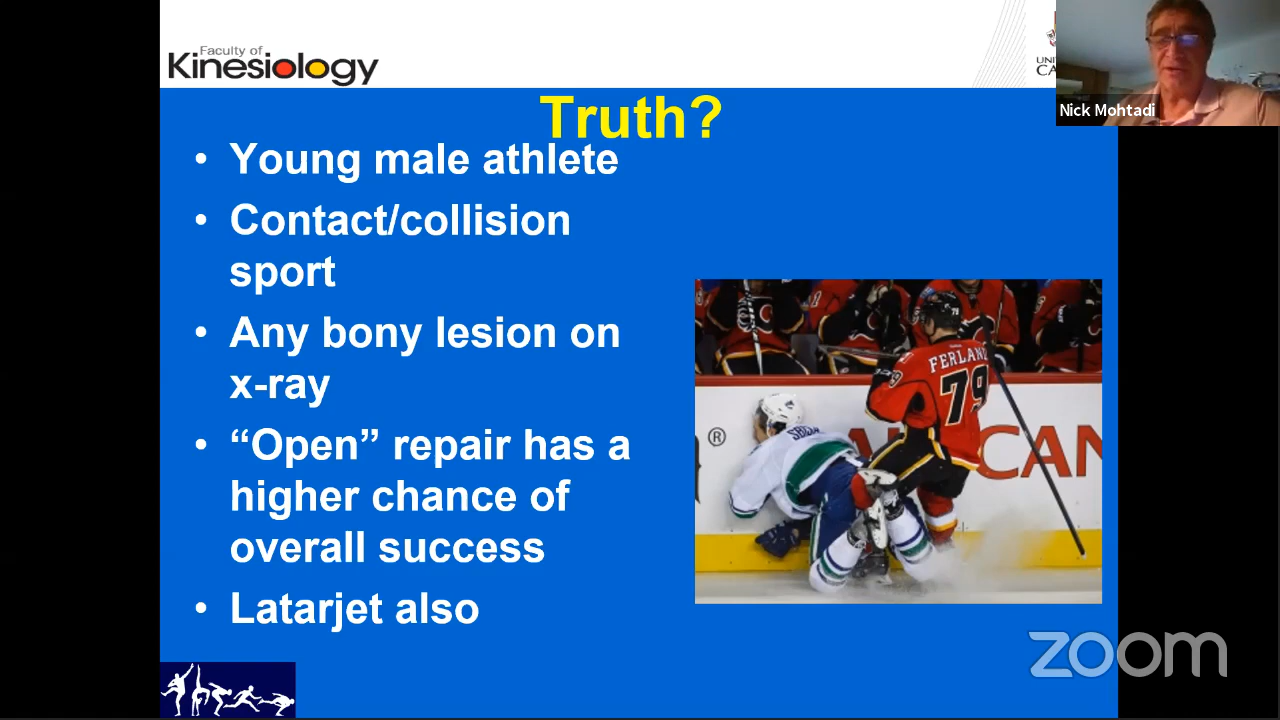 Faculty of
Kinesiology
Nick Mohtadi
Truth?
• Young male athlete
• Contact/collision
sport
• Any bony lesion on
x-ray
• “Open” repair has a
higher chance of
overall success
• Latarjet also
FERLAND
79
®
CAN
zoom